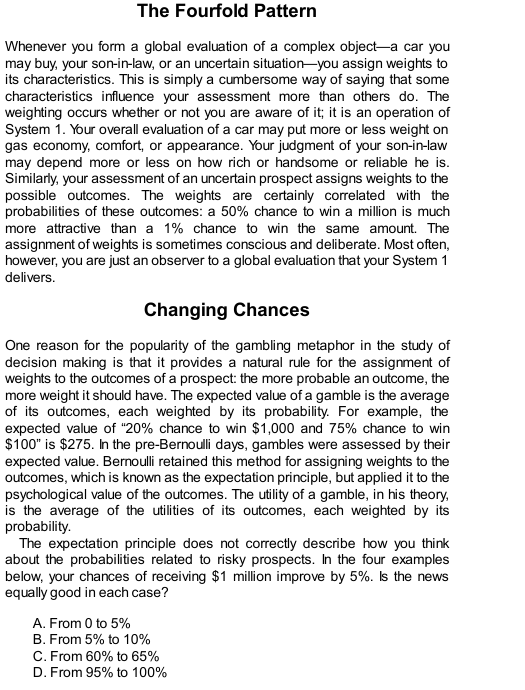 The Fourfold Pattern
Whenever you form a global evaluation of a complex object—a car you
may buy, your son-in-law, or an uncertain situation—you assign weights to
its characteristics. This is simply a cumbersome way of saying that some
characteristics influence your assessment more than others do. The
weighting occurs whether or not you are aware of it; it is an operation of
System 1. Your overall evaluation of a car may put more or less weight on
gas economy, comfort, or appearance. Your judgment of your son-in-law
may depend more or less on how rich or handsome or reliable he is.
Similarly, your assessment of an uncertain prospect assigns weights to the
possible outcomes. The weights are certainly correlated with the
probabilities of these outcomes: a 50% chance to win a million is much
more attractive than a 1% chance to win the same amount. The
assignment of weights is sometimes conscious and deliberate. Most often,
however, you are just an observer to a global evaluation that your System 1
delivers.
Changing Chances
One reason for the popularity of the gambling metaphor in the study of
decision making is that it provides a natural rule for the assignment of
weights to the outcomes of a prospect: the more probable an outcome, the
more weight it should have. The expected value of a gamble is the average
of its outcomes, each weighted by its probability. For example, the
expected value of “20% chance to win $1,000 and 75% chance to win
$100” is $275. In the pre-Bernoulli days, gambles were assessed by their
expected value. Bernoulli retained this method for assigning weights to the
outcomes, which is known as the expectation principle, but applied it to the
psychological value of the outcomes. The utility of a gamble, in his theory,
is the average of the utilities of its outcomes, each weighted by its
probability.
The expectation principle does not correctly describe how you think
about the probabilities related to risky prospects. In the four examples
below, your chances of receiving $1 million improve by 5%. Is the news
equally good in each case?
A. From 0 to 5%
B. From 5% to 10%
C. From 60% to 65%
D. From 95% to 100%